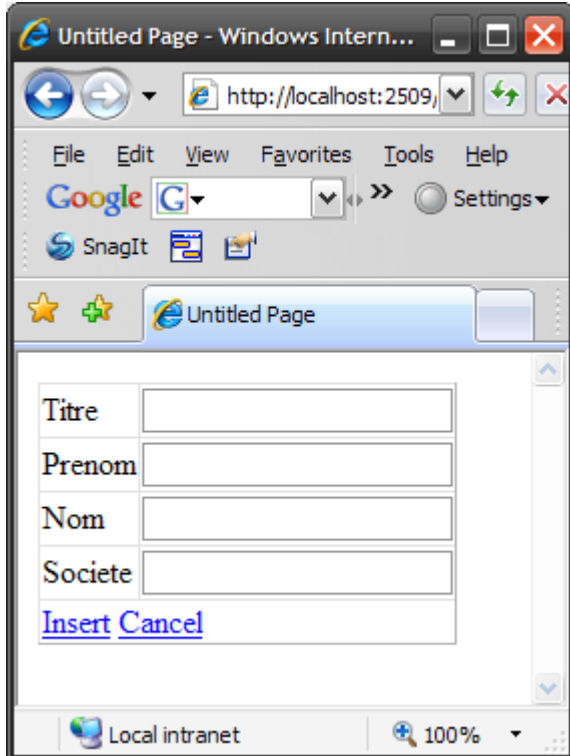 Untitled Page - Windows Intern...
http://localhost:2509/
File Edit View Favorites Tools Help
Google G Settings
SnagIt
Untitled Page
Titre
Prenom
Nom
Societe
Insert Cancel
Local intranet 100%